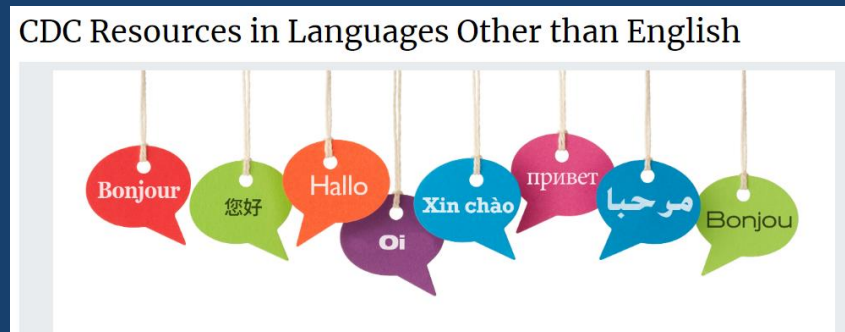 CDC Resources in Languages Other than English
Bonjour
您好
Hallo
Oi
Xin chào
привет
مرحبا
Bonjou